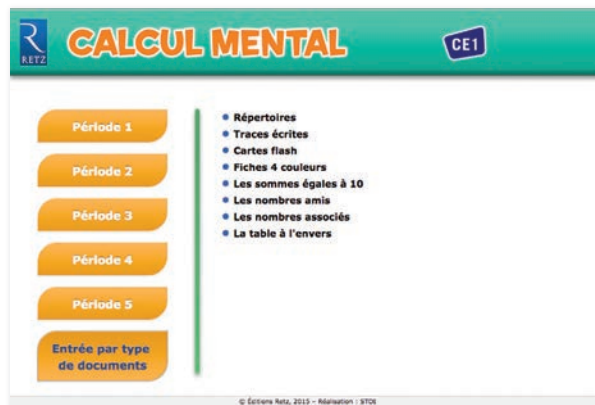 RETZ
CALCUL MENTAL
CE1
Période 1
Période 2
Période 3
Période 4
Période 5
Entrée par type
de documents
Répertoires
Traces écrites
Cartes flash
Fiches 4 couleurs
Les sommes égales à 10
Les nombres amis
Les nombres associés
La table à l'envers
© Éditions Retz, 2015 - Réalisation : STDI